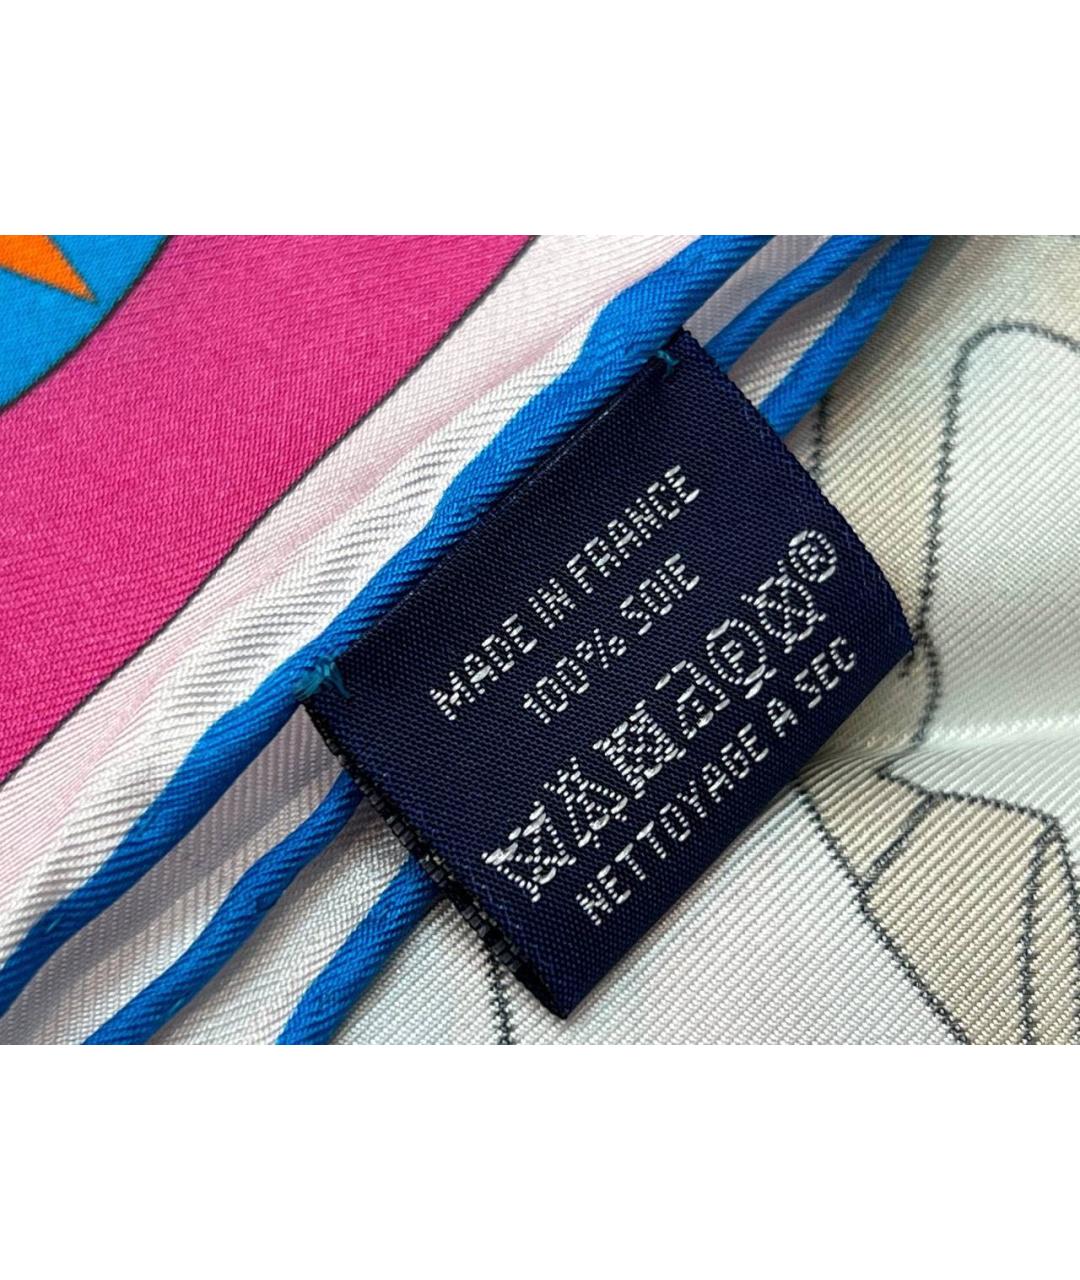 MADE IN FRANCE
100% SOIE
NETTOYAGE A SEC